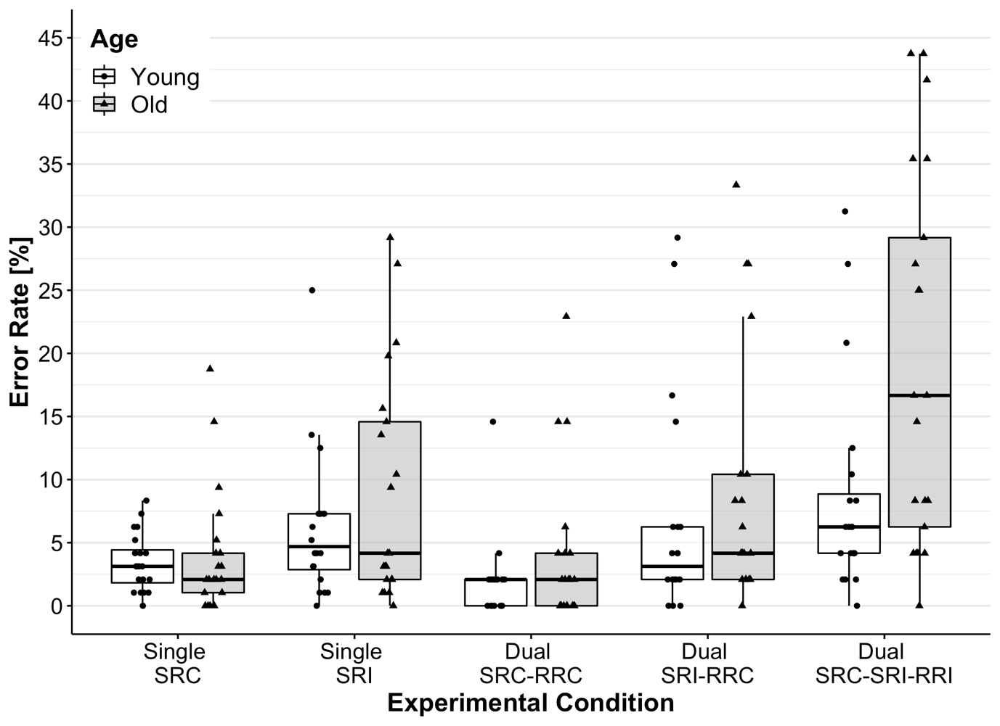 Age
Young
Old
Error Rate [%]
45
40
35
30
25
20
15
10
5
0
Single
SRC
Single
SRI
Dual
SRC-RRC
Dual
SRI-RRC
Dual
SRC-SRI-RRI
Experimental Condition